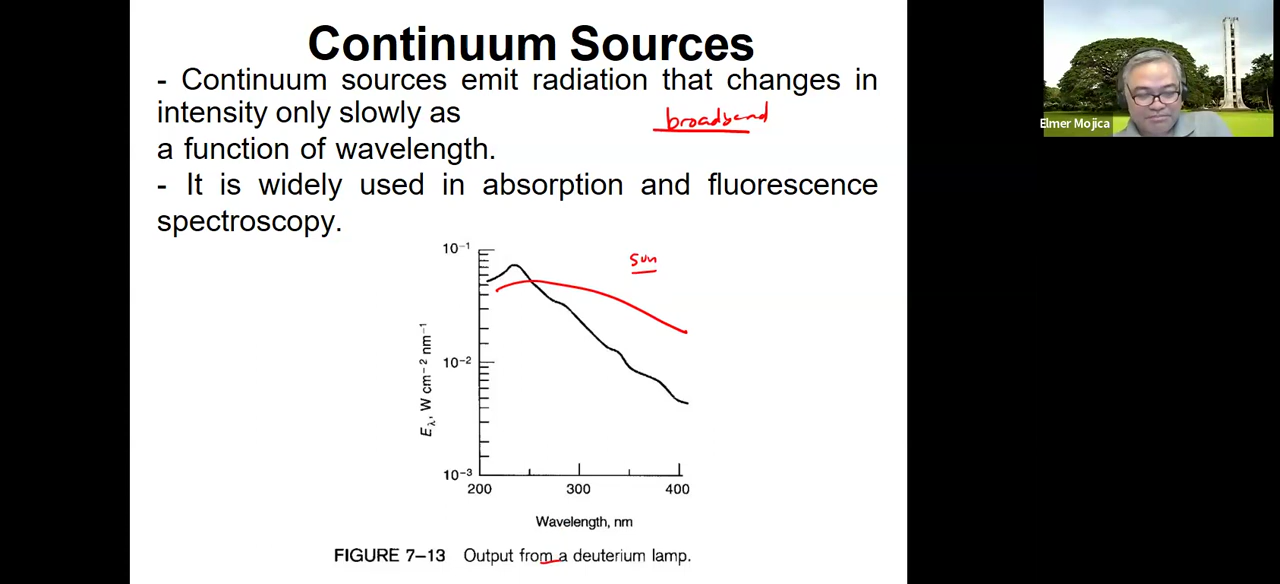 Continuum Sources
- Continuum sources emit radiation that changes in
intensity only slowly as
broadband
a function of wavelength.
- It is widely used in absorption and fluorescence
spectroscopy.
Elmer Mojica
sun
10⁻¹
10⁻²
10⁻³
E_λ, W cm⁻² nm⁻¹
200 300 400
Wavelength, nm
FIGURE 7–13 Output from a deuterium lamp.